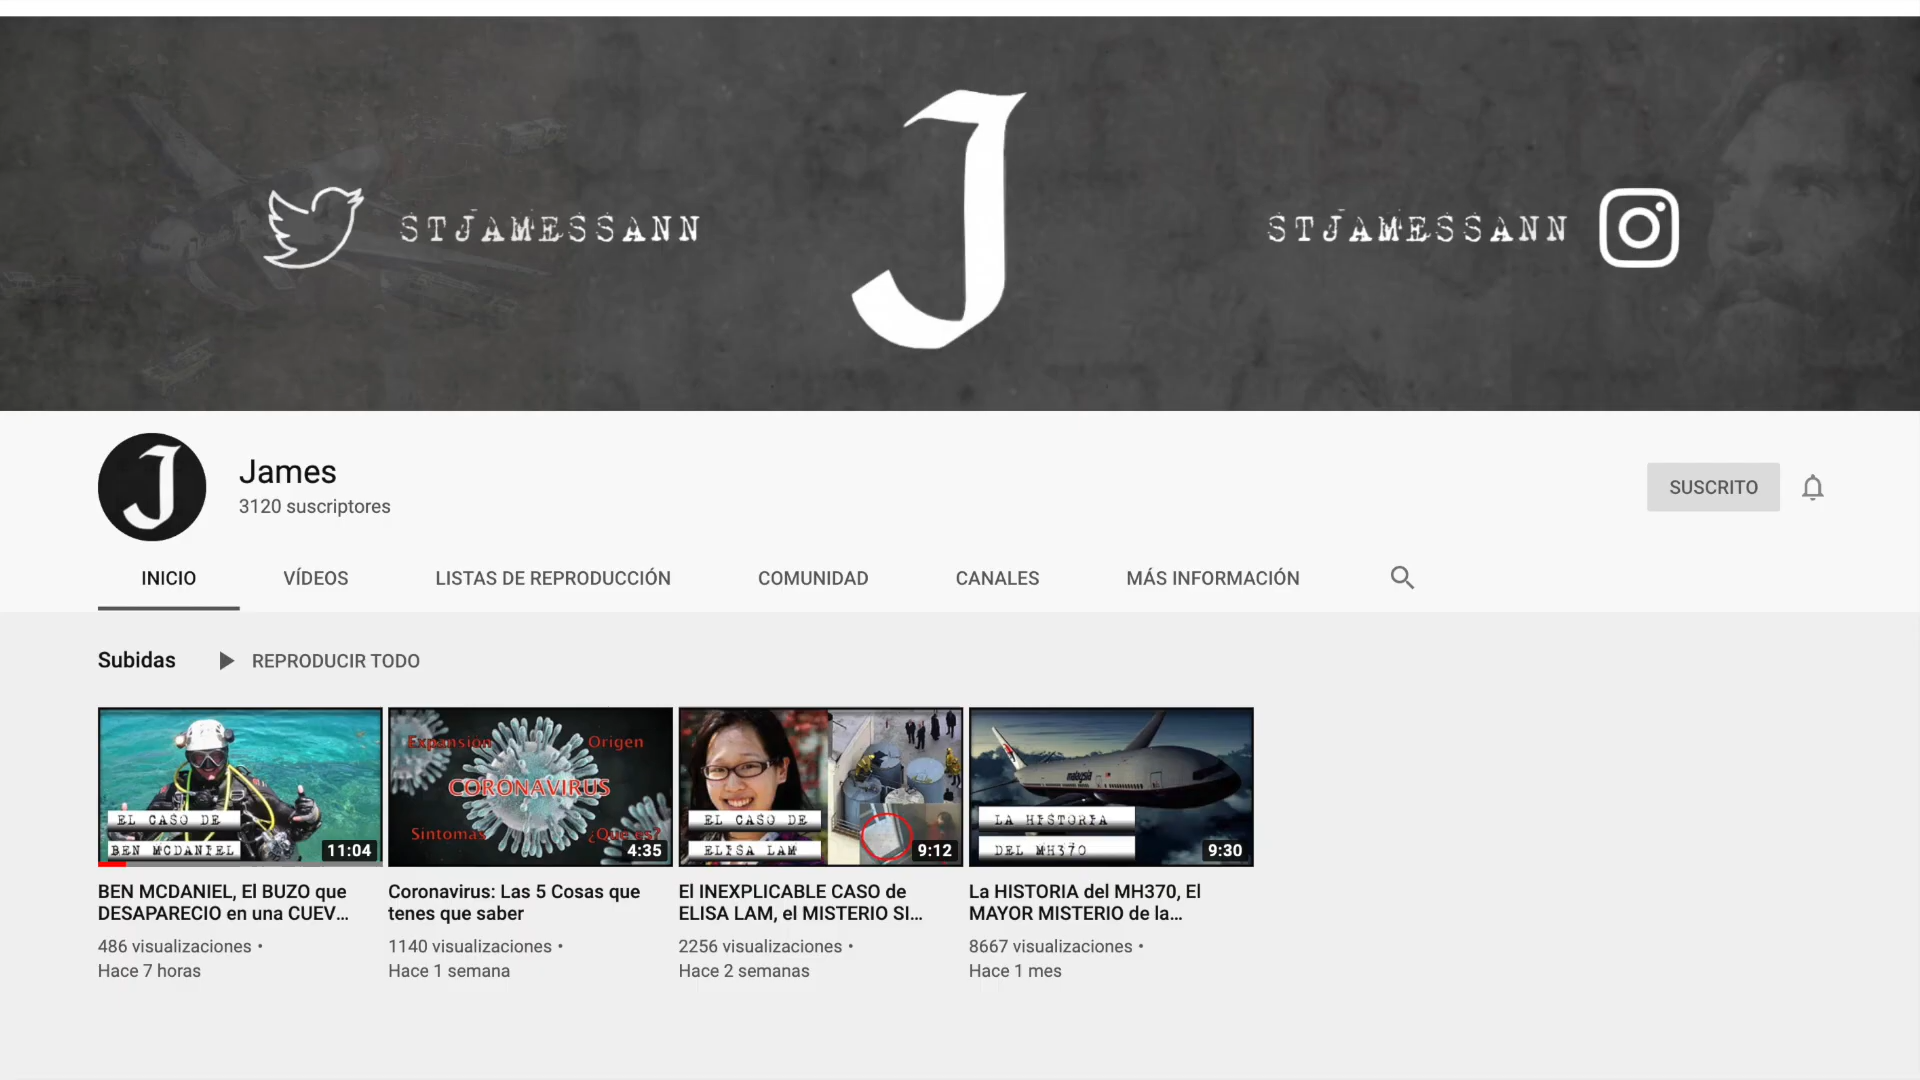 STJAMESSANN
J
STJAMESSANN
J
James
3120 suscriptores
SUSCRITO
INICIO
VÍDEOS
LISTAS DE REPRODUCCIÓN
COMUNIDAD
CANALES
MÁS INFORMACIÓN
Subidas
REPRODUCIR TODO
EL CASO DE
BEN MCDANIEL
11:04
BEN MCDANIEL, El BUZO que
DESAPARECIO en una CUEV...
486 visualizaciones •
Hace 7 horas
Expansión
Origen
CORONAVIRUS
Sintomas
¿Que es?
4:35
Coronavirus: Las 5 Cosas que
tenes que saber
1140 visualizaciones •
Hace 1 semana
EL CASO DE
ELISA LAM
9:12
El INEXPLICABLE CASO de
ELISA LAM, el MISTERIO SI...
2256 visualizaciones •
Hace 2 semanas
malaysia
LA HISTORIA
DEL MH370
9:30
La HISTORIA del MH370, El
MAYOR MISTERIO de la...
8667 visualizaciones •
Hace 1 mes